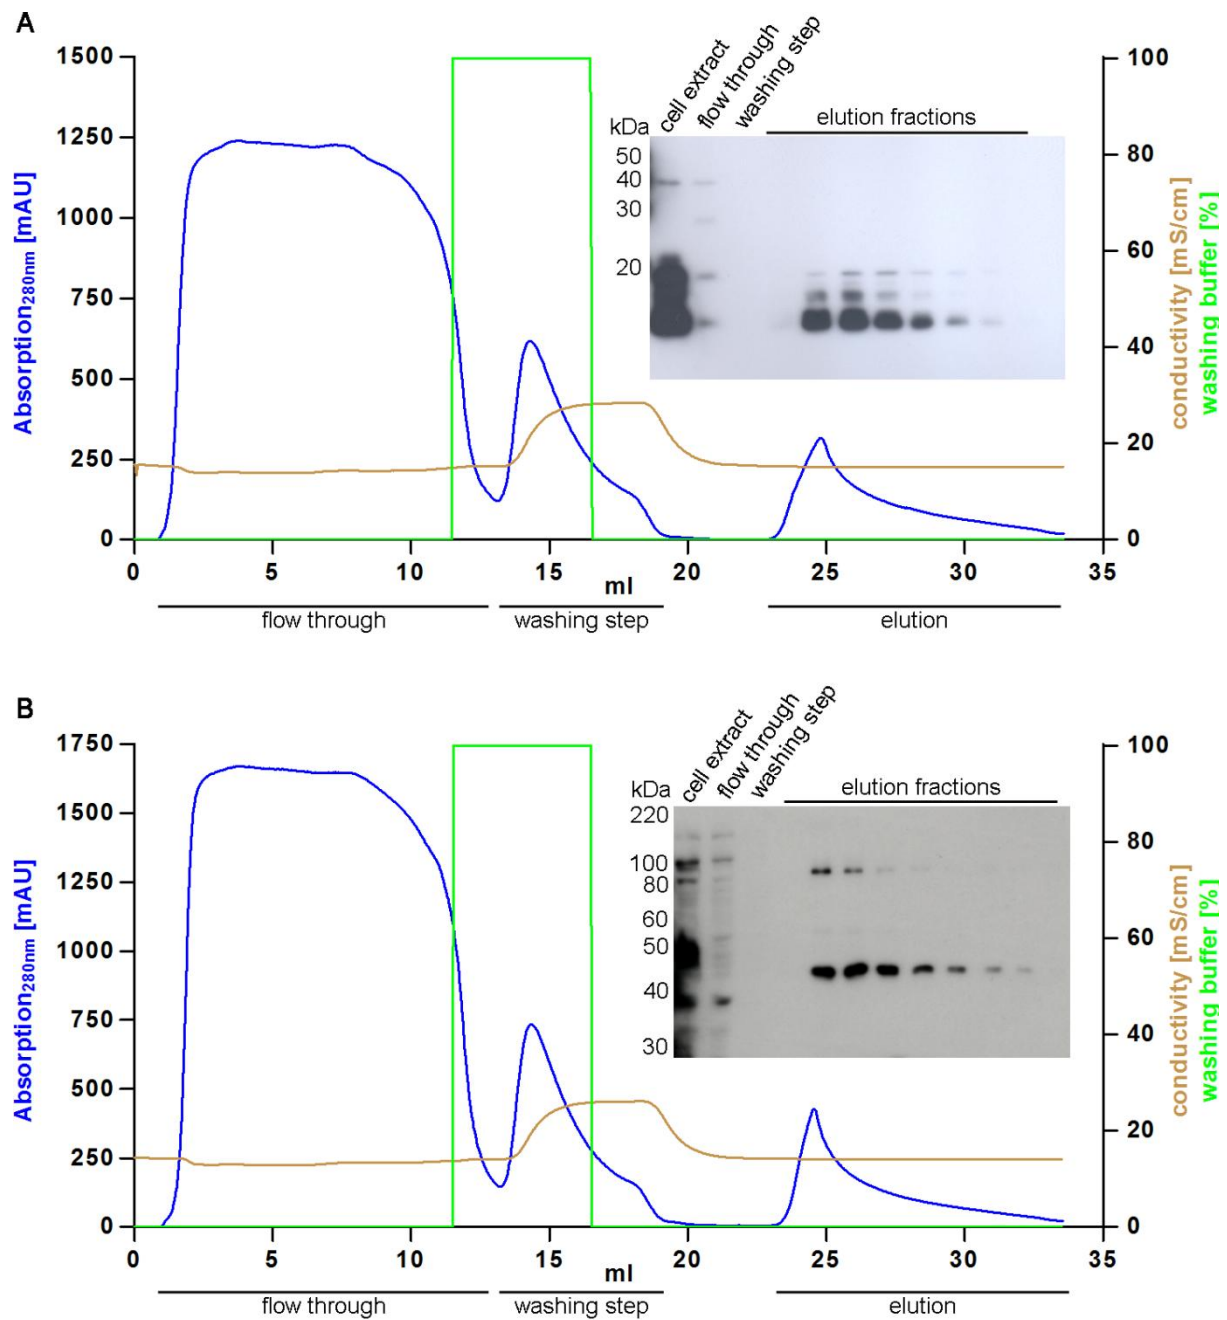 A
cell extract
flow through
washing step
elution fractions
kDa
50
40
30
20
1500
1250
1000
750
500
250
0
Absorption280nm [mAU]
100
80
60
40
20
0
conductivity [mS/cm]
washing buffer [%]
0 5 10 15 20 25 30 35
ml
flow through washing step elution
B
cell extract
flow through
washing step
elution fractions
kDa
220
100
80
60
50
40
30
1750
1500
1250
1000
750
500
250
0
Absorption280nm [mAU]
100
80
60
40
20
0
conductivity [mS/cm]
washing buffer [%]
0 5 10 15 20 25 30 35
ml
flow through washing step elution